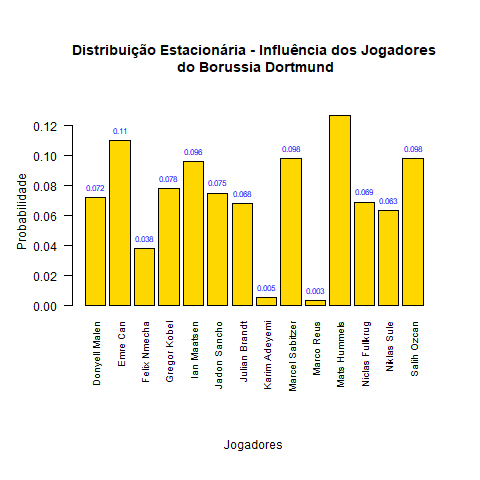 Distribuição Estacionária - Influência dos Jogadores
do Borussia Dortmund
Probabilidade
0.12
0.10
0.08
0.06
0.04
0.02
0.00
0.072
0.11
0.038
0.078
0.096
0.075
0.068
0.005
0.098
0.003
0.069
0.063
0.098
Donyell Malen
Emre Can
Felix Nmecha
Gregor Kobel
Ian Maatsen
Jadon Sancho
Julian Brandt
Karim Adeyemi
Marcel Sabitzer
Marco Reus
Mats Hummels
Niclas Fullkrug
Niklas Sule
Salih Ozcan
Jogadores